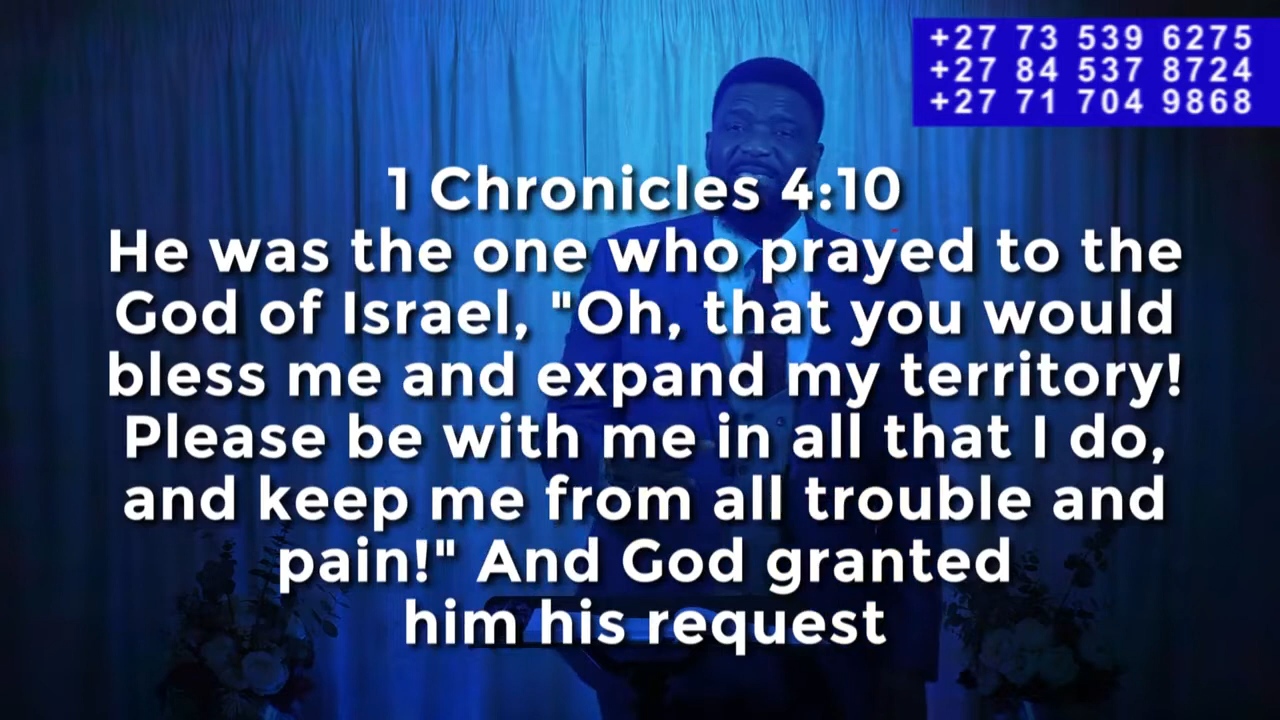 +27 73 539 6275
+27 84 537 8724
+27 71 704 9868
1 Chronicles 4:10
He was the one who prayed to the
God of Israel, "Oh, that you would
bless me and expand my territory!
Please be with me in all that I do,
and keep me from all trouble and
pain!" And God granted
him his request